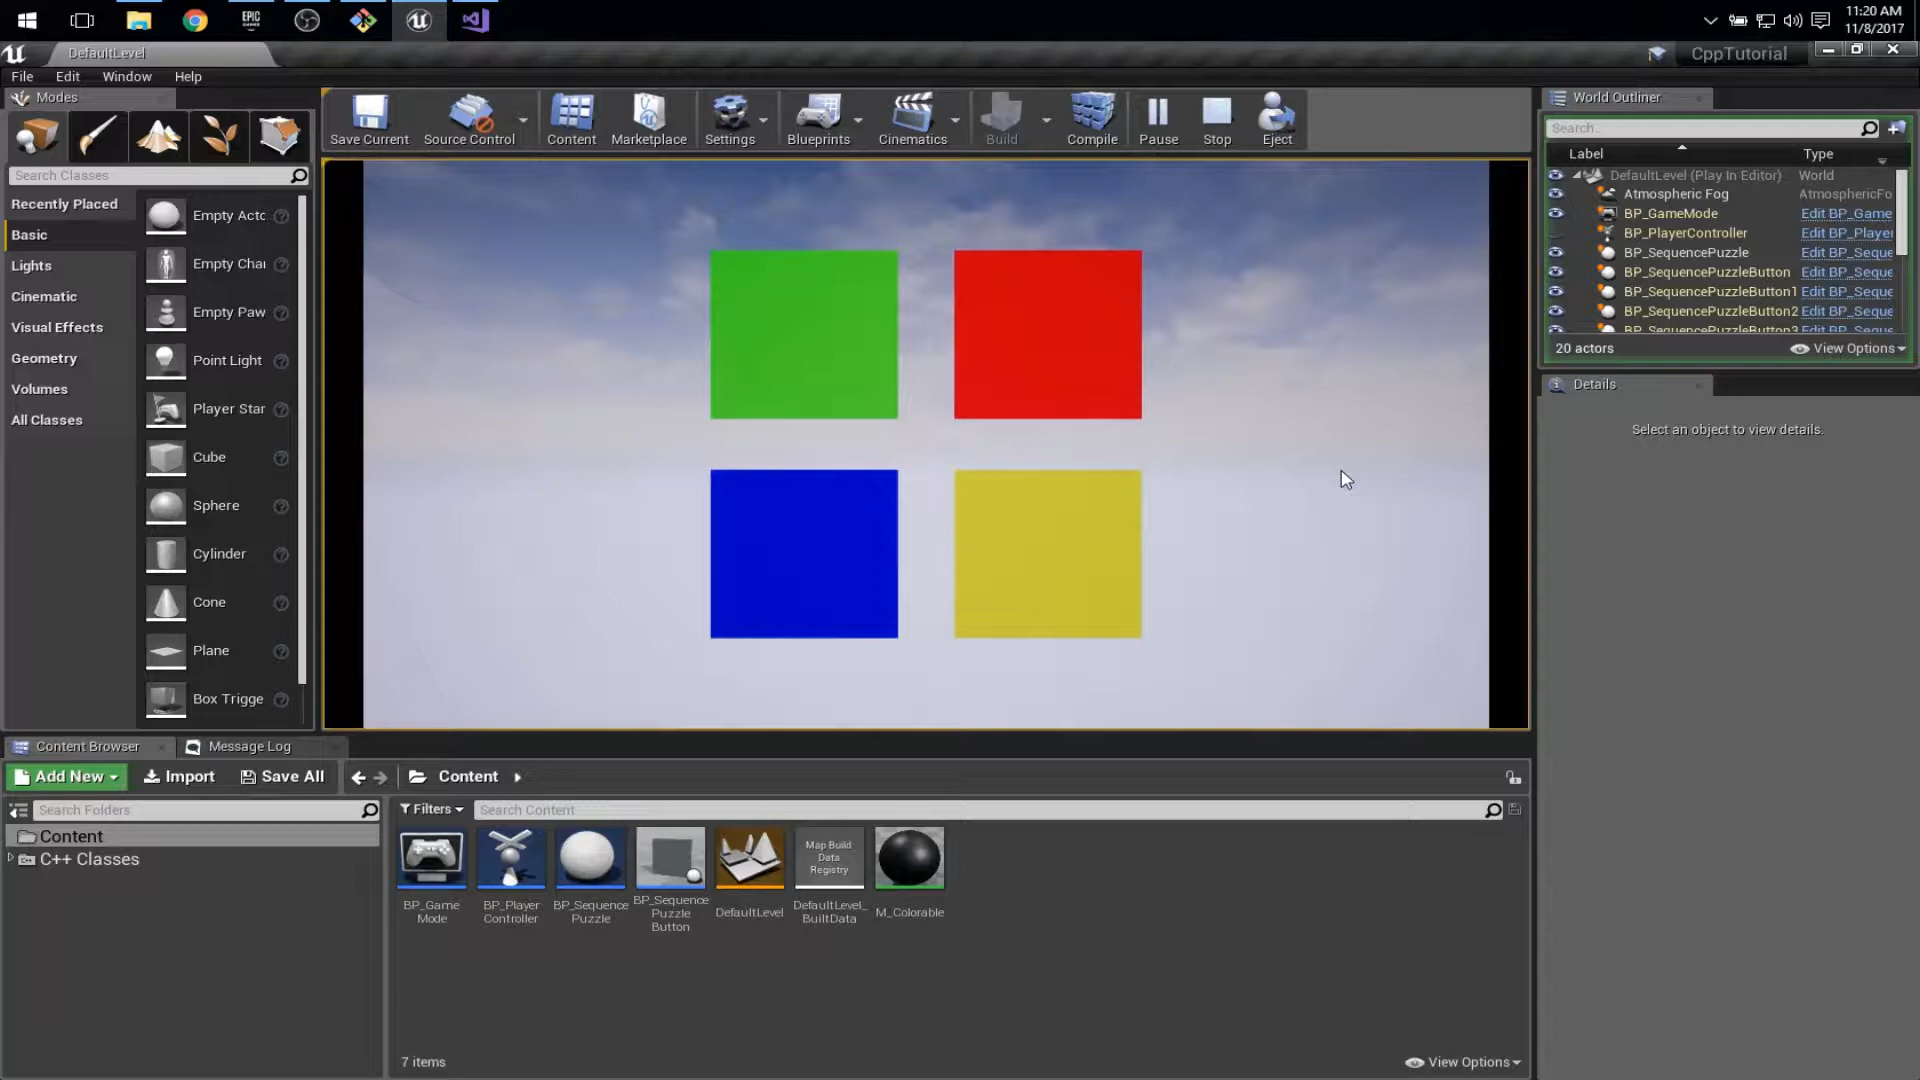 11:20 AM
EPIC GAMES
11/8/2017
DefaultLevel
CppTutorial
File Edit Window Help
Modes
World Outliner
Search...
Save Current Source Control Content Marketplace Settings Blueprints Cinematics Build Compile Pause Stop Eject
Label Type
Search Classes
DefaultLevel (Play In Editor) World
Atmospheric Fog AtmosphericFo
Recently Placed
Empty Actc
BP_GameMode Edit BP_Game
Basic
BP_PlayerController Edit BP_Player
BP_SequencePuzzle Edit BP_Seque
Lights
Empty Cha
BP_SequencePuzzleButton Edit BP_Seque
Cinematic
BP_SequencePuzzleButton1 Edit BP_Seque
Empty Paw
BP_SequencePuzzleButton2 Edit BP_Seque
Visual Effects
BP_SequencePuzzleButton3 Edit BP_Seque
20 actors View Options
Geometry
Point Light
Details
Volumes
Player Star
All Classes
Select an object to view details.
Cube
Sphere
Cylinder
Cone
Plane
Box Trigge
Content Browser Message Log
Add New Import Save All Content
Search Folders
Filters Search Content
Content
C++ Classes
Map Build
Data
Registry
BP_Game
Mode
BP_Player
Controller
BP_Sequence
Puzzle
BP_Sequence
Puzzle
Button
DefaultLevel
DefaultLevel_
BuiltData
M_Colorable
7 items View Options